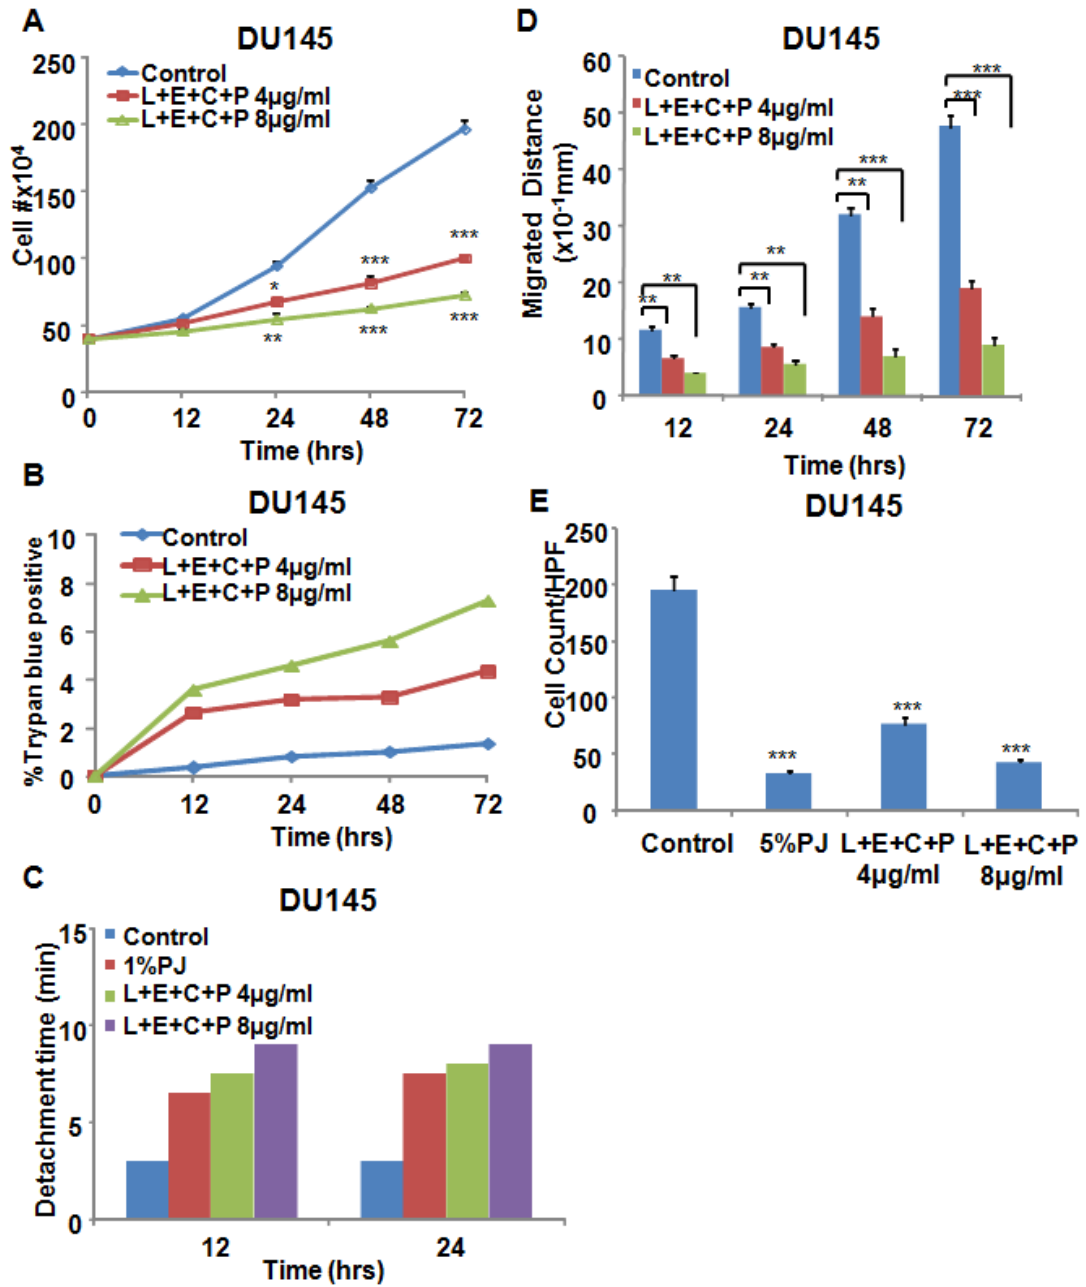 A
DU145
250
200
150
100
50
0
Cell #x10⁴
Control
L+E+C+P 4µg/ml
L+E+C+P 8µg/ml
*
**
***
***
***
***
0 12 24 48 72
Time (hrs)
B
DU145
10
8
6
4
2
0
%Trypan blue positive
Control
L+E+C+P 4µg/ml
L+E+C+P 8µg/ml
0 12 24 48 72
Time (hrs)
C
DU145
15
10
5
0
Detachment time (min)
Control
1%PJ
L+E+C+P 4µg/ml
L+E+C+P 8µg/ml
12 24
Time (hrs)
D
DU145
60
50
40
30
20
10
0
Migrated Distance
(x10⁻¹mm)
Control
L+E+C+P 4µg/ml
L+E+C+P 8µg/ml
**
**
**
**
***
**
***
***
12 24 48 72
Time (hrs)
E
DU145
250
200
150
100
50
0
Cell Count/HPF
***
***
***
Control 5%PJ L+E+C+P L+E+C+P
4µg/ml 8µg/ml